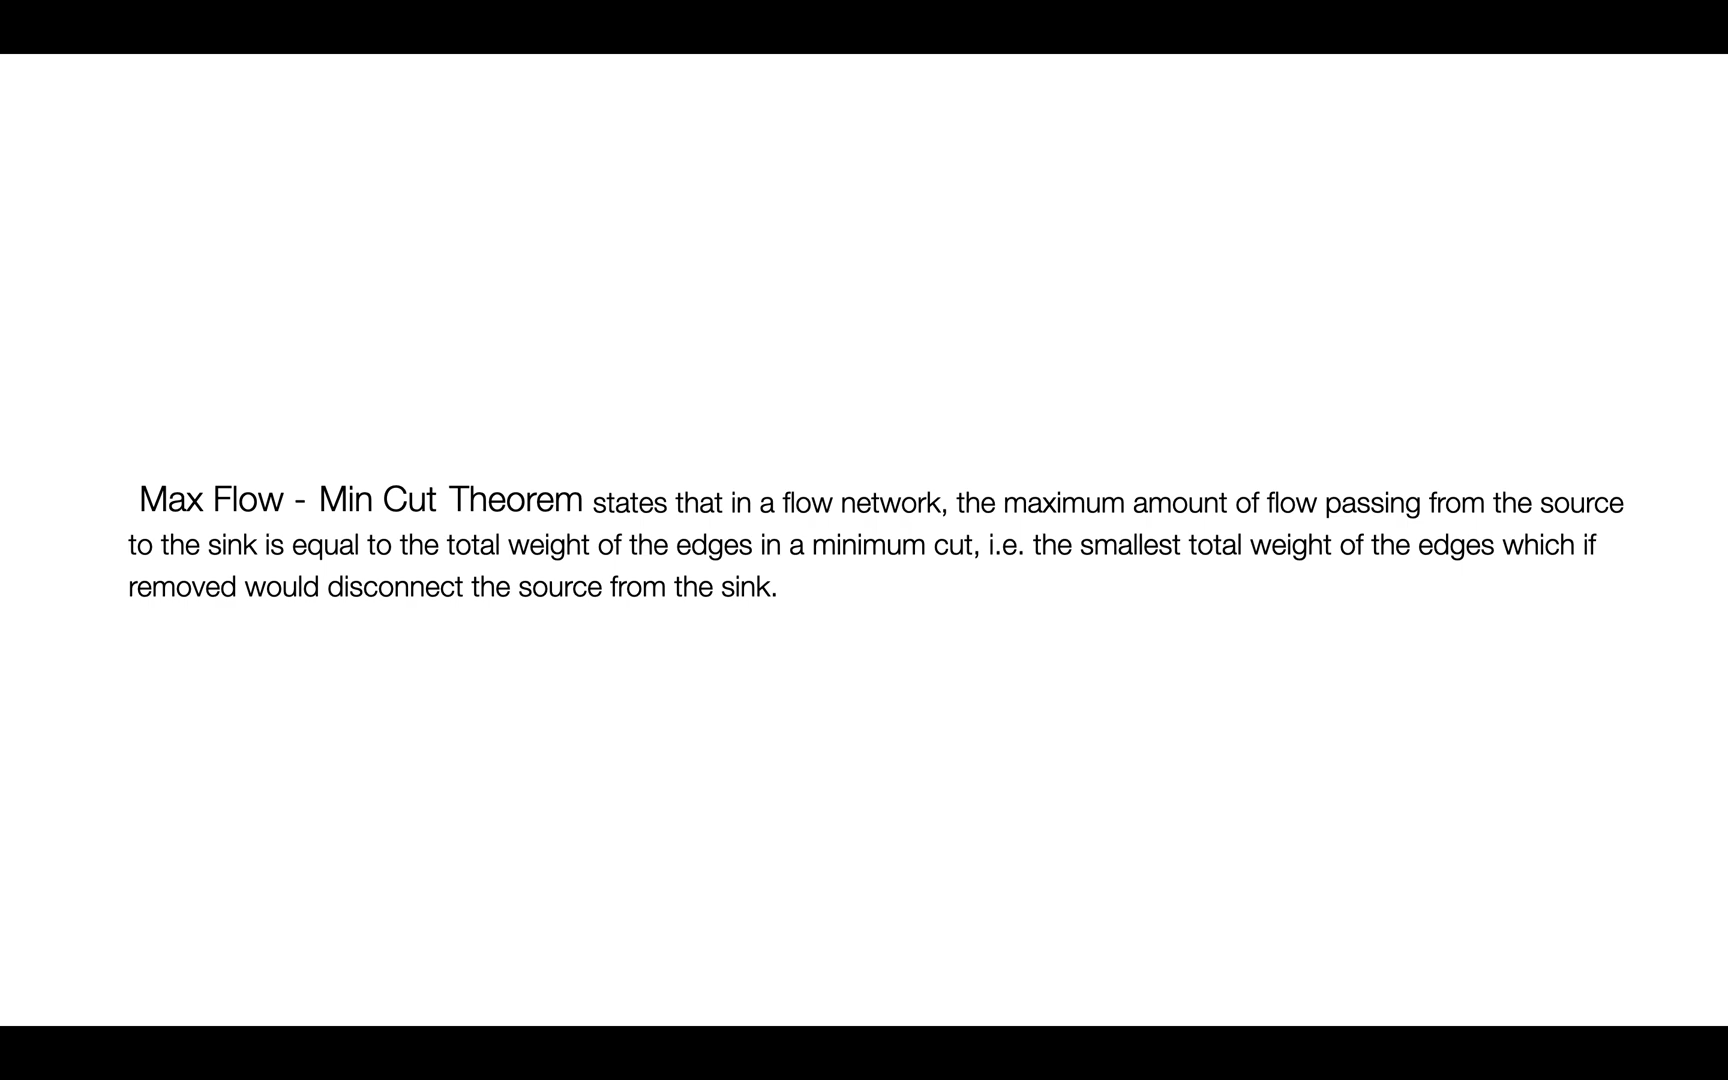 Max Flow - Min Cut Theorem states that in a flow network, the maximum amount of flow passing from the source
to the sink is equal to the total weight of the edges in a minimum cut, i.e. the smallest total weight of the edges which if
removed would disconnect the source from the sink.